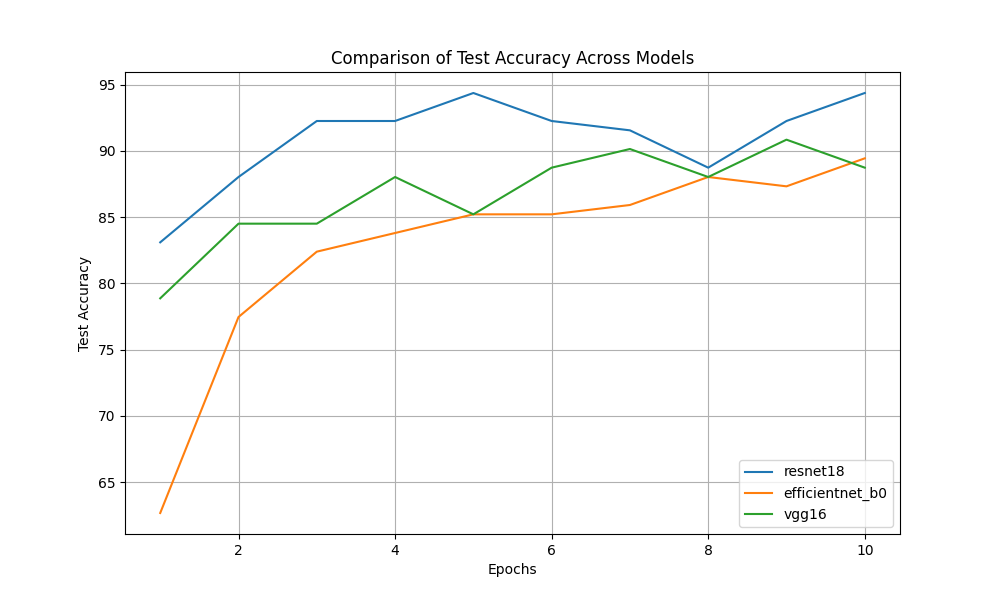 Comparison of Test Accuracy Across Models
95
90
85
80
75
70
65
Test Accuracy
2 4 6 8 10
Epochs
resnet18
efficientnet_b0
vgg16